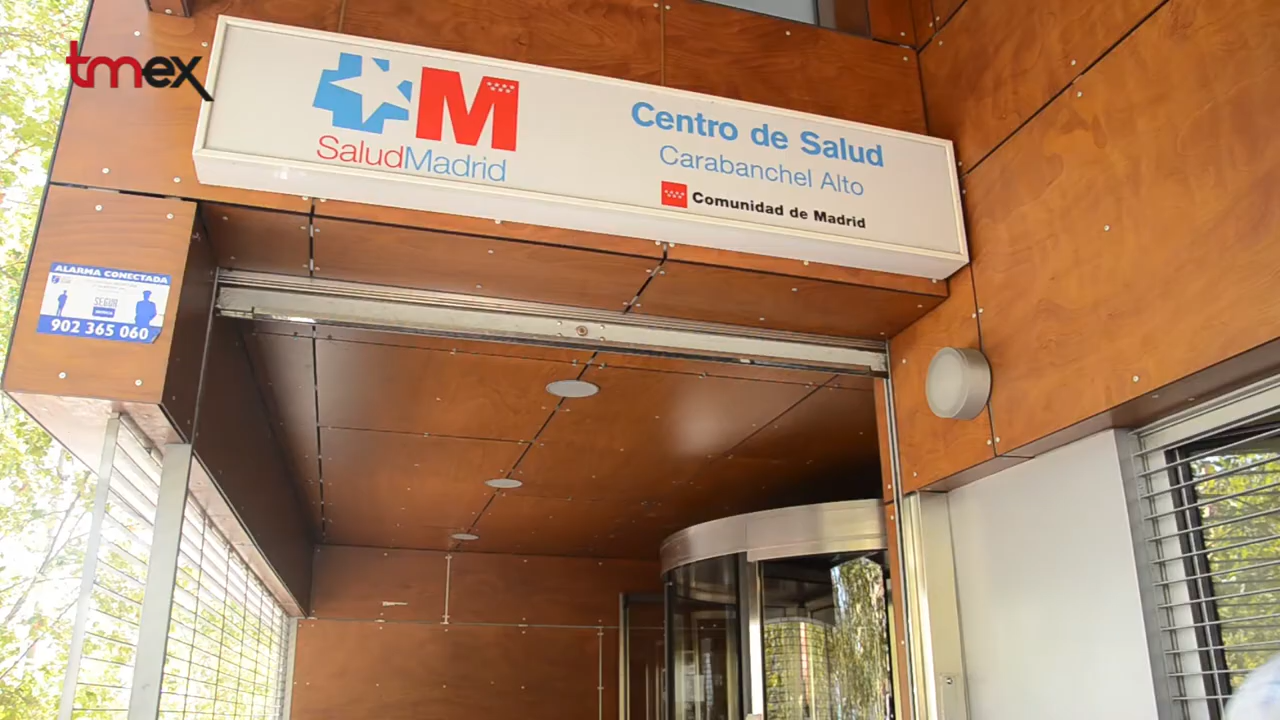 tmex
SaludMadrid
Centro de Salud
Carabanchel Alto
Comunidad de Madrid
ALARMA CONECTADA
SEGUR
902 365 060